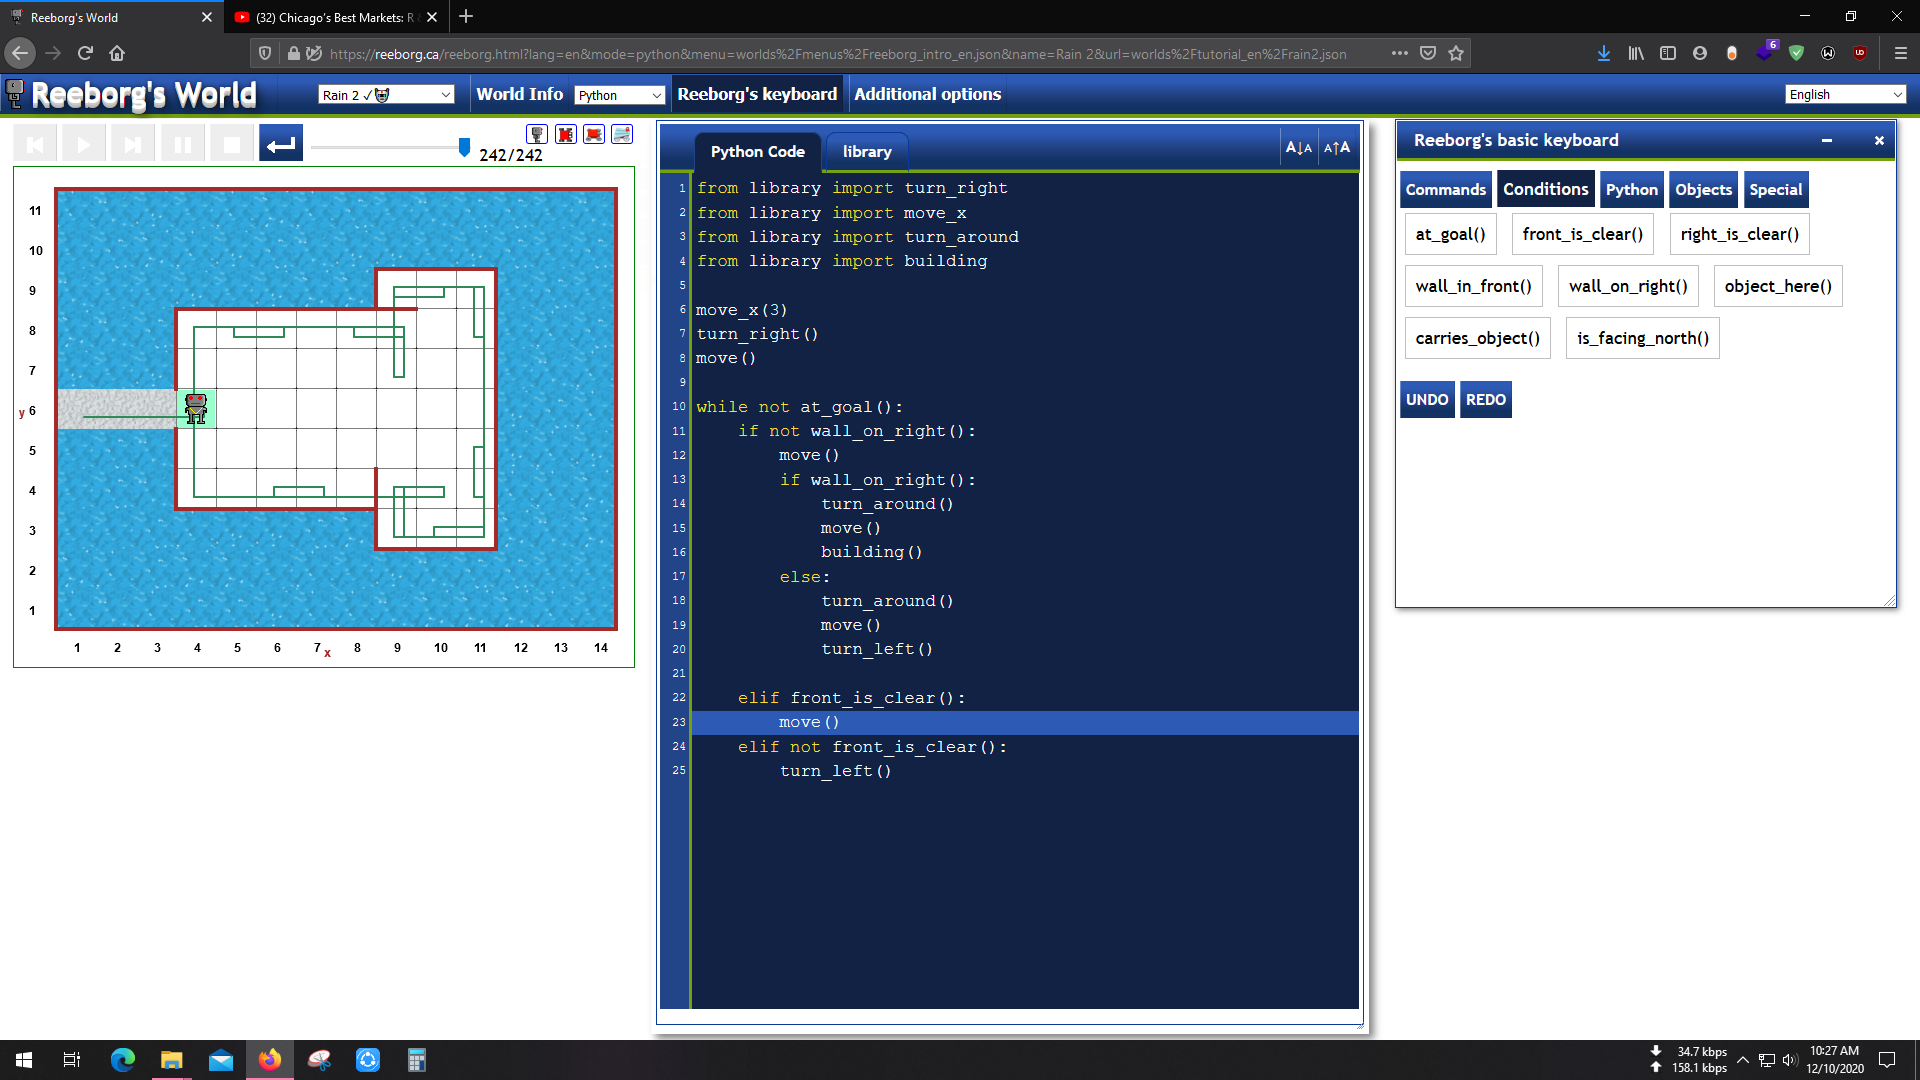 Reeborg's World
(32) Chicago's Best Markets: R
https://reeborg.ca/reeborg.html?lang=en&mode=python&menu=worlds%2Fmenus%2Freeborg_intro_en.json&name=Rain 2&url=worlds%2Ftutorial_en%2Frain2.json
6
Reeborg's World
Rain 2 ✓
World Info
Python
Reeborg's keyboard
Additional options
English
242/242
Python Code
library
A↓A
A↑A
1 from library import turn_right
2 from library import move_x
3 from library import turn_around
4 from library import building
5
6 move_x(3)
7 turn_right()
8 move()
9
10 while not at_goal():
11     if not wall_on_right():
12         move()
13         if wall_on_right():
14             turn_around()
15             move()
16             building()
17         else:
18             turn_around()
19             move()
20             turn_left()
21
22     elif front_is_clear():
23         move()
24     elif not front_is_clear():
25         turn_left()
11
10
9
8
7
y 6
5
4
3
2
1
1 2 3 4 5 6 7 8 9 10 11 12 13 14
x
Reeborg's basic keyboard
Commands Conditions Python Objects Special
at_goal() front_is_clear() right_is_clear()
wall_in_front() wall_on_right() object_here()
carries_object() is_facing_north()
UNDO REDO
34.7 kbps
158.1 kbps
10:27 AM
12/10/2020